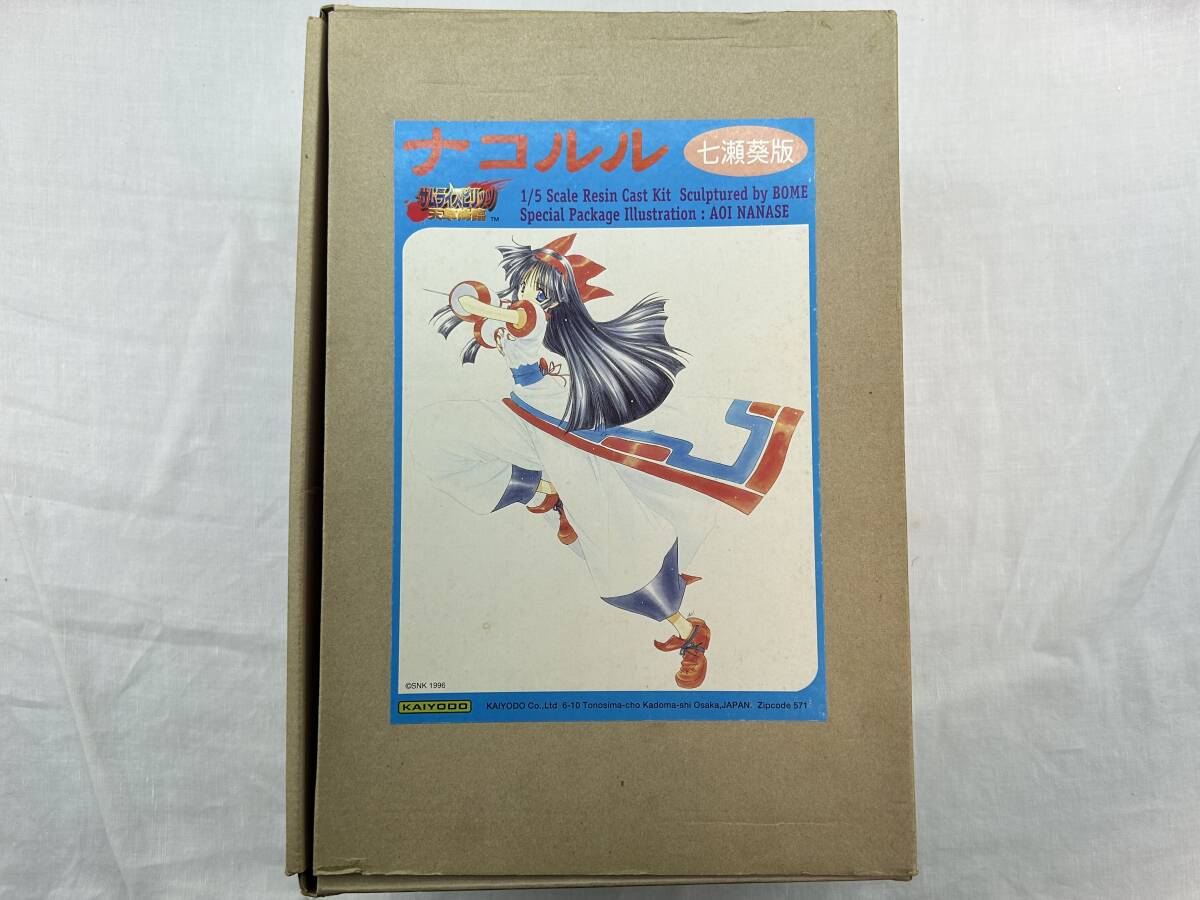 ナコルル
七瀬葵版
サムライスピリッツ
天草降臨™
1/5 Scale Resin Cast Kit Sculptured by BOME
Special Package Illustration : AOI NANASE
©SNK 1996
KAIYODO
KAIYODO Co.,Ltd 6-10 Tonosima-cho Kadoma-shi Osaka,JAPAN. Zipcode 571